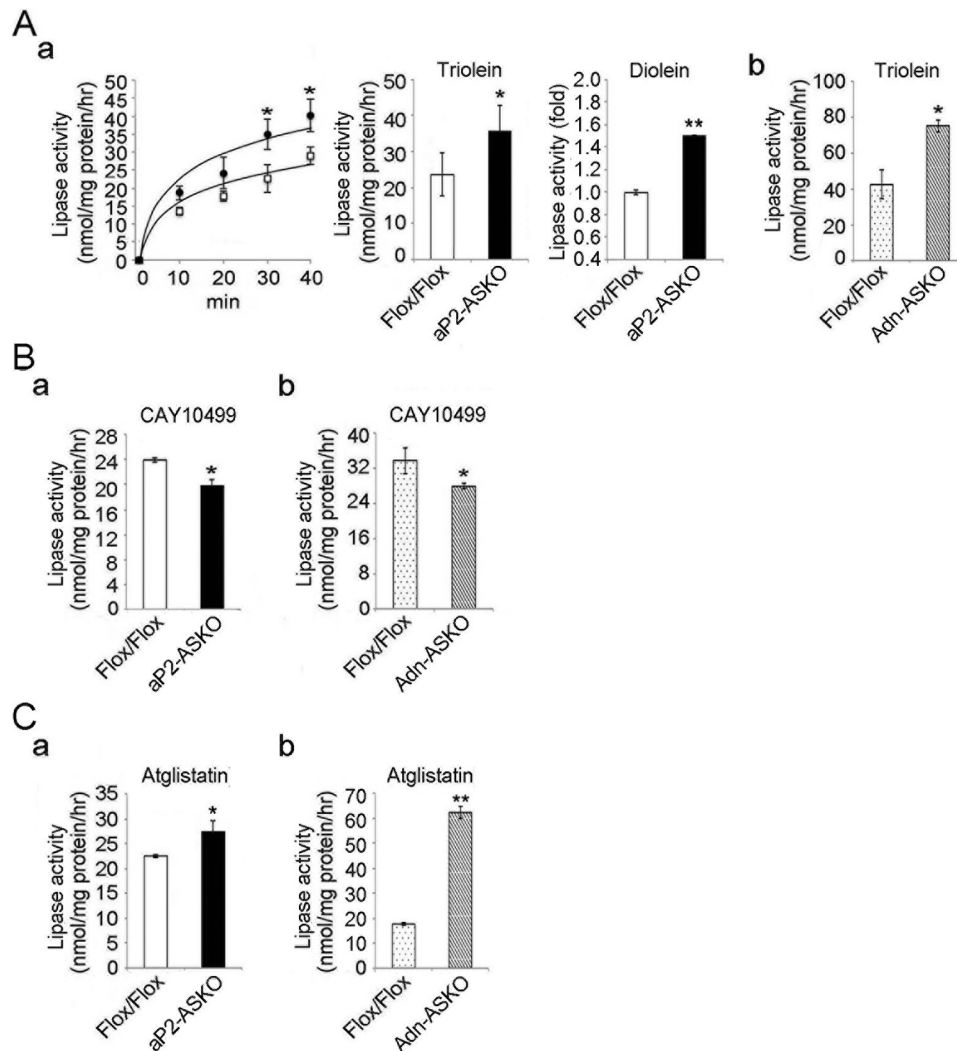 A
a
Lipase activity
(nmol/mg protein/hr)
50
45
40
35
30
25
20
15
10
5
0
* *
0 10 20 30 40
min
Triolein
Lipase activity
(nmol/mg protein/hr)
50
40
30
20
10
0
*
Flox/Flox
aP2-ASKO
Diolein
Lipase activity (fold)
2.0
1.8
1.6
1.4
1.2
1.0
0.8
0.6
0.4
**
Flox/Flox
aP2-ASKO
b
Triolein
Lipase activity
(nmol/mg protein/hr)
100
80
60
40
20
0
*
Flox/Flox
Adn-ASKO
B
a
CAY10499
Lipase activity
(nmol/mg protein/hr)
28
24
20
16
12
8
4
0
*
Flox/Flox
aP2-ASKO
b
CAY10499
Lipase activity
(nmol/mg protein/hr)
40
32
24
16
8
0
*
Flox/Flox
Adn-ASKO
C
a
Atglistatin
Lipase activity
(nmol/mg protein/hr)
35
30
25
20
15
10
5
0
*
Flox/Flox
aP2-ASKO
b
Atglistatin
Lipase activity
(nmol/mg protein/hr)
70
60
50
40
30
20
10
0
**
Flox/Flox
Adn-ASKO